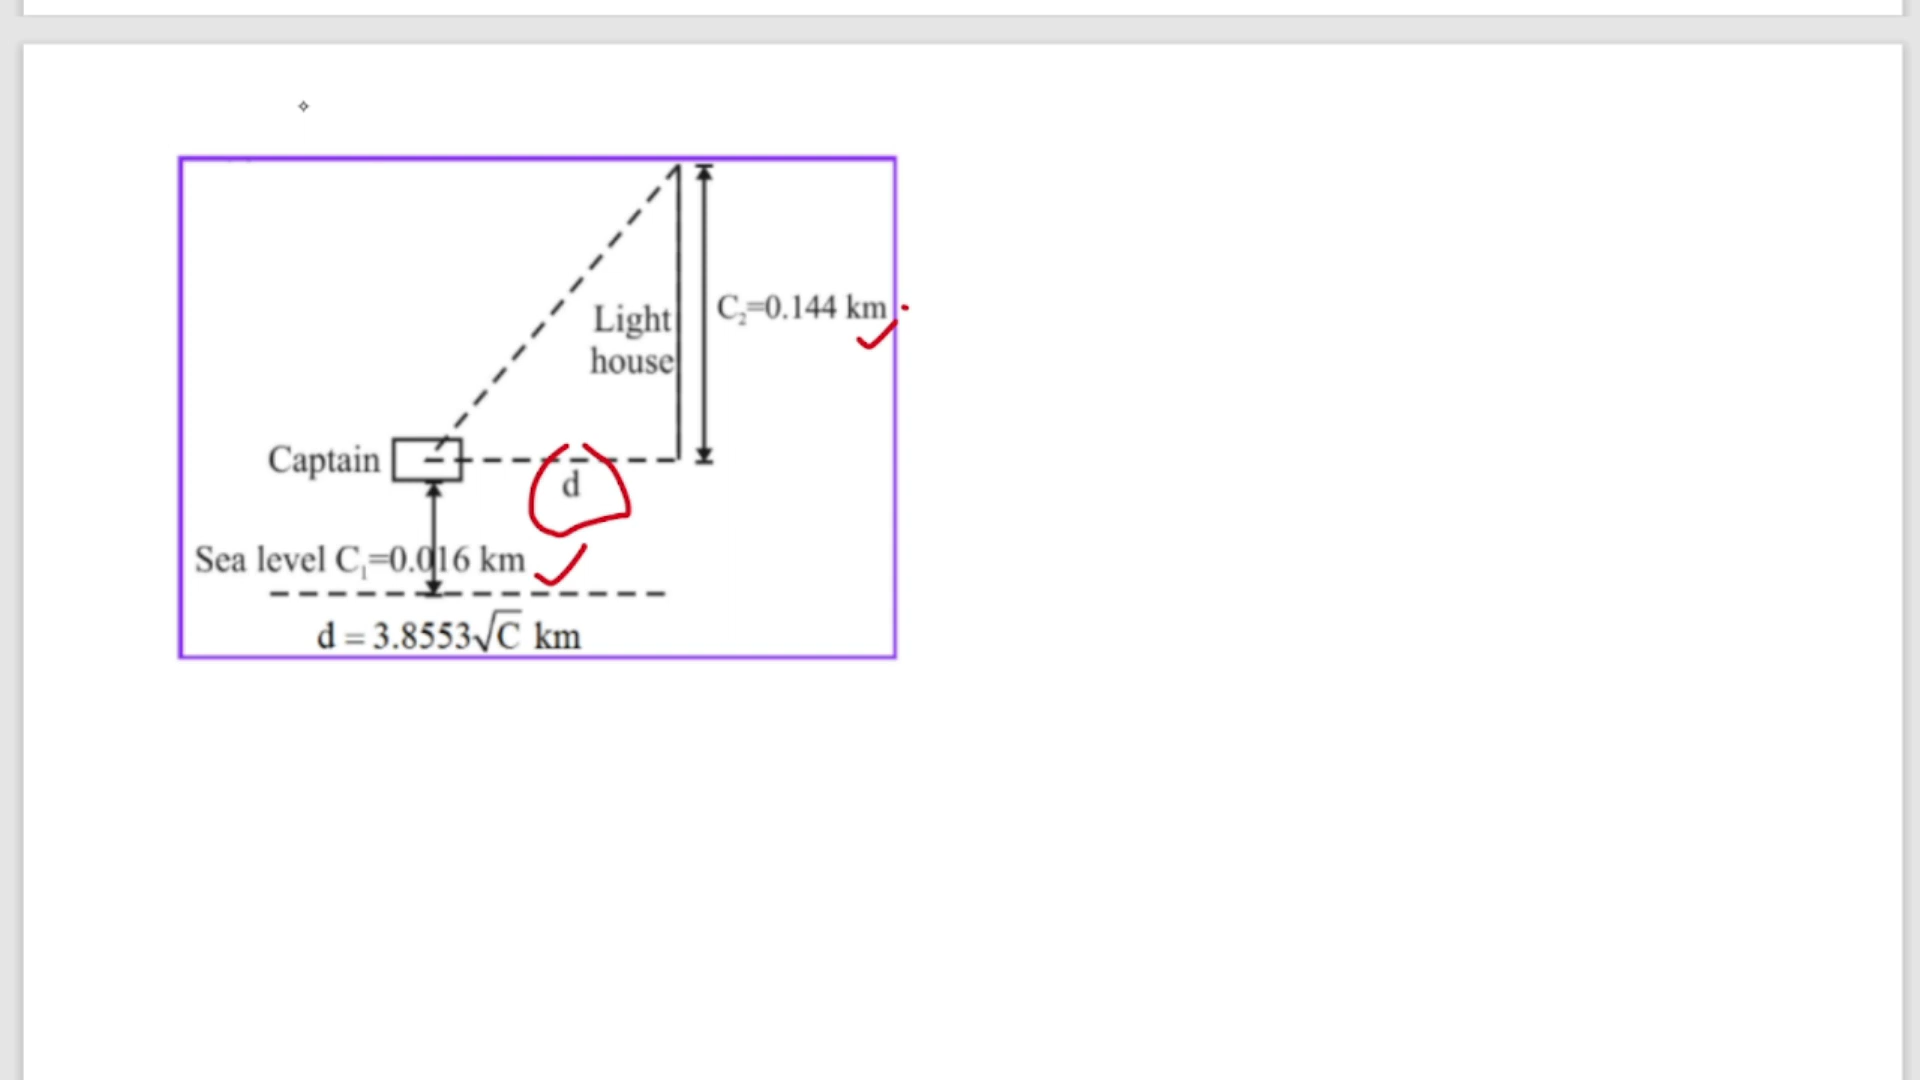 Light
house
C₂=0.144 km
Captain
d
Sea level C₁=0.016 km
d = 3.8553√C km